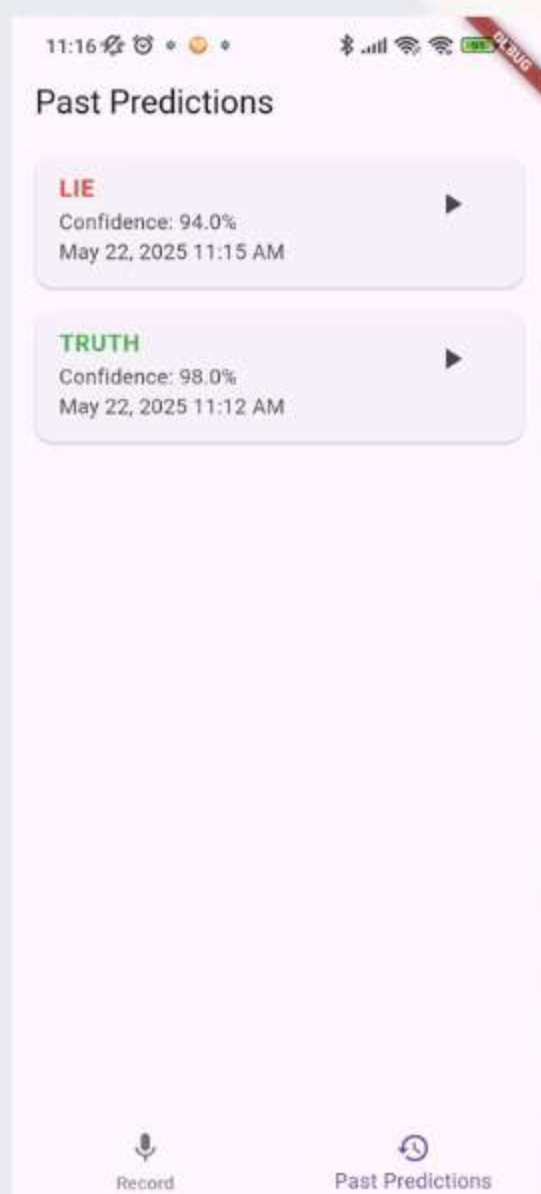 11:16
DEBUG
Past Predictions
LIE
Confidence: 94.0%
May 22, 2025 11:15 AM
TRUTH
Confidence: 98.0%
May 22, 2025 11:12 AM
Record
Past Predictions